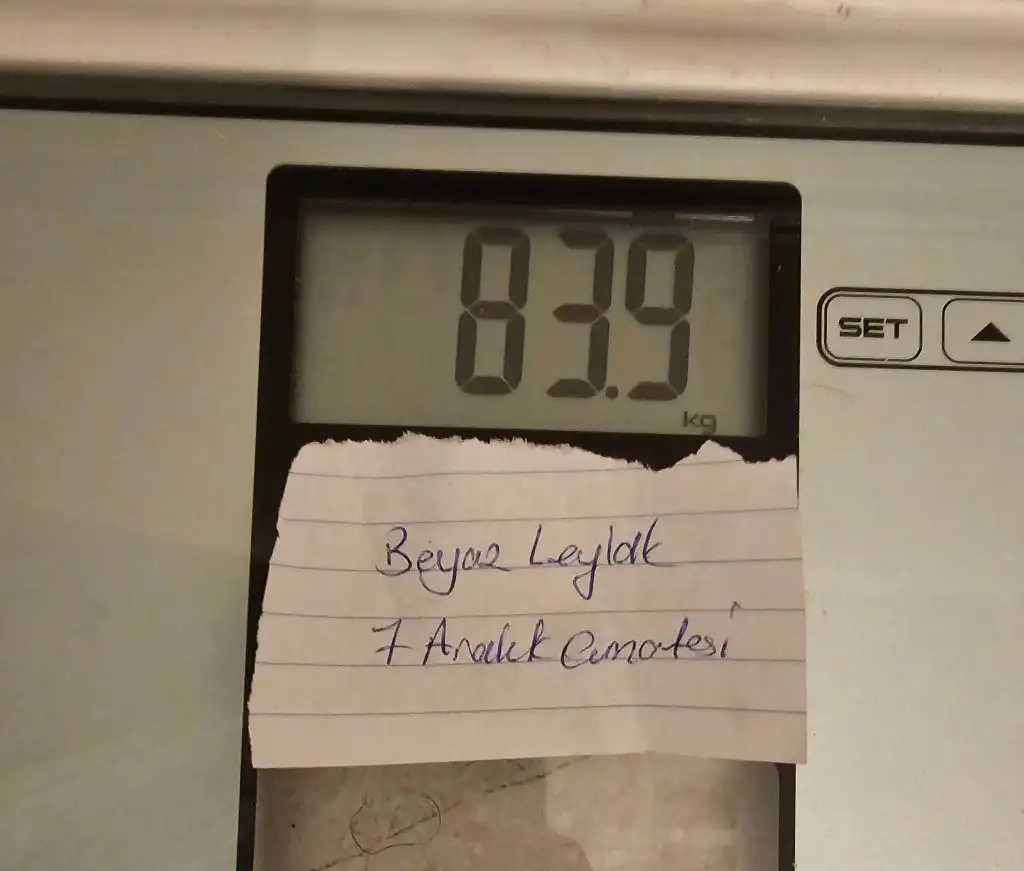 83.9
kg
SET
Beyaz Leylak
7 Aralık Cumartesi